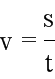 v = s/t